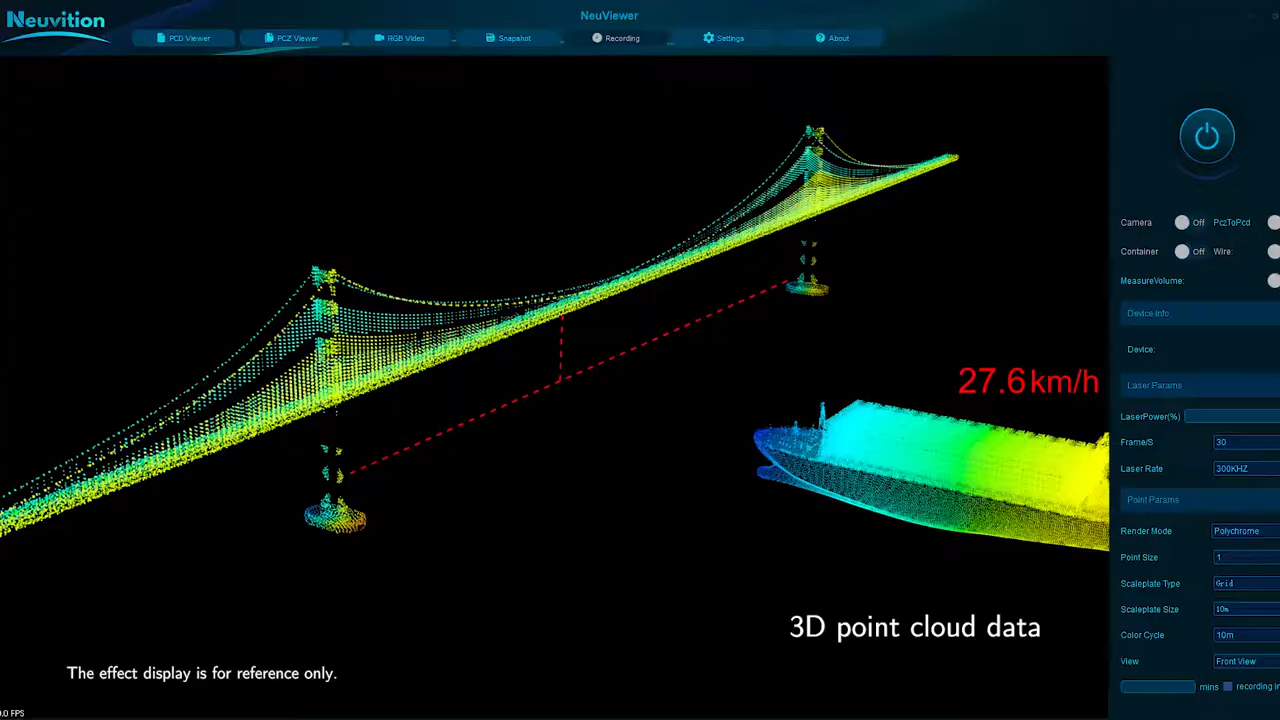 Neuvition
NeuViewer
PCD Viewer
PCZ Viewer
RGB Video
Snapshot
Recording
Settings
About
Camera
Off
PczToPcd
Container
Off
Wire:
MeasureVolume:
Device Info
Device:
27.6km/h
Laser Params
LaserPower(%)
Frame/S
30
Laser Rate
300KHZ
Point Params
Render Mode
Polychrome
Point Size
1
Scaleplate Type
Grid
Scaleplate Size
10m
Color Cycle
10m
3D point cloud data
View
Front View
The effect display is for reference only.
mins
recording in
0.0 FPS